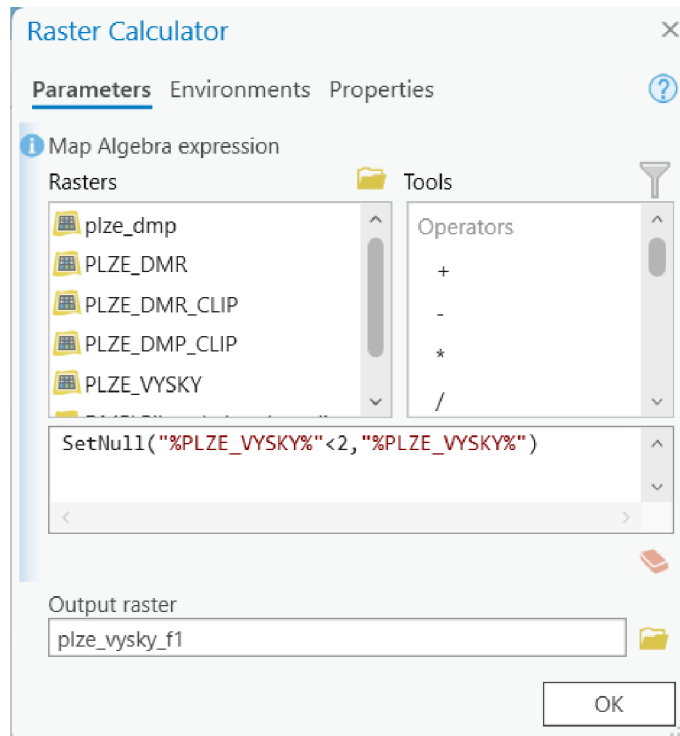 Raster Calculator
Parameters Environments Properties
Map Algebra expression
Rasters
Tools
plze_dmp
PLZE_DMR
PLZE_DMR_CLIP
PLZE_DMP_CLIP
PLZE_VYSKY
Operators
+
-
*
/
SetNull("%PLZE_VYSKY%"<2,"%PLZE_VYSKY%")
Output raster
plze_vysky_f1
OK